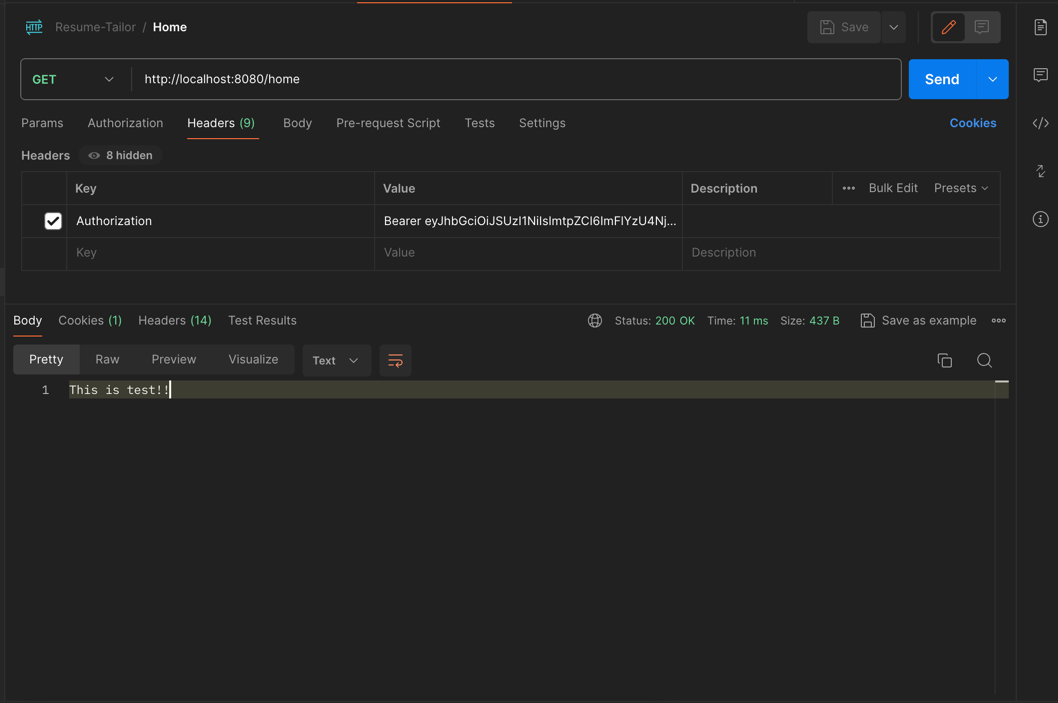 HTTP Resume-Tailor / Home Save
GET http://localhost:8080/home Send
Params Authorization Headers (9) Body Pre-request Script Tests Settings Cookies
Headers 8 hidden
Key Value Description ••• Bulk Edit Presets
Authorization Bearer eyJhbGciOiJSUzI1NiIsImtpZCI6ImFlYzU4Nj...
Key Value Description
Body Cookies (1) Headers (14) Test Results Status: 200 OK Time: 11 ms Size: 437 B Save as example
Pretty Raw Preview Visualize Text
1 This is test!!